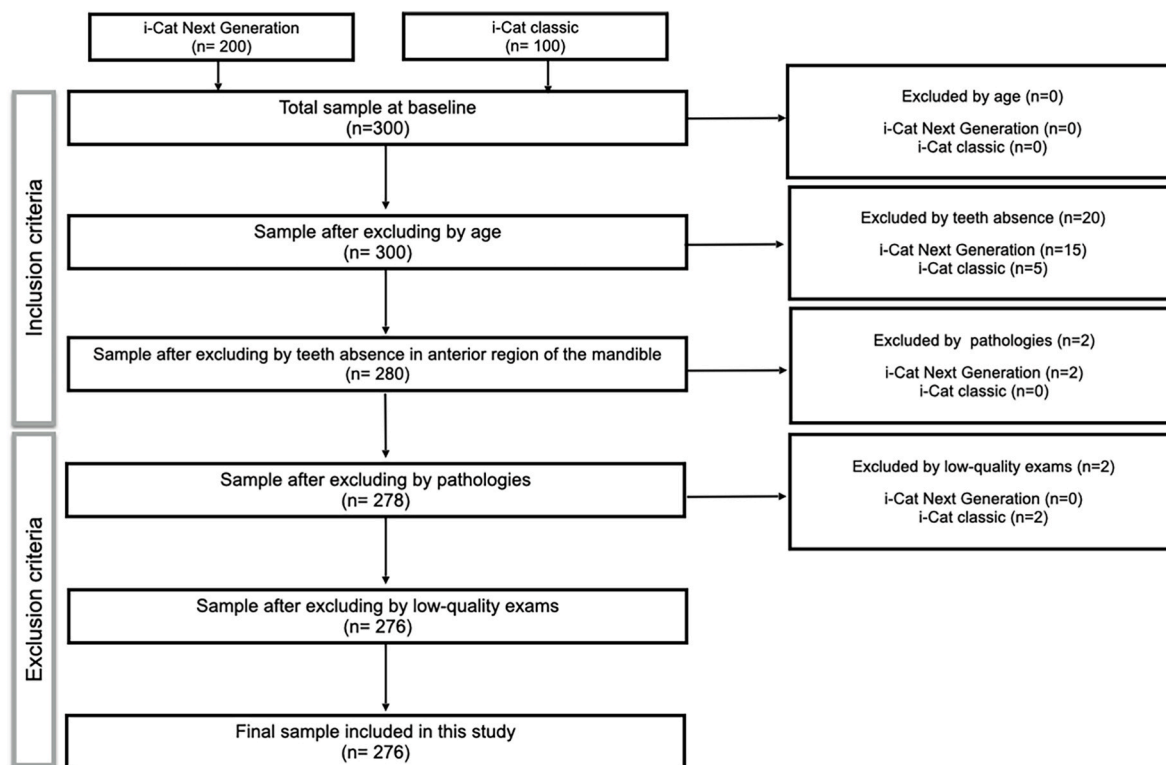 i-Cat Next Generation
(n= 200)
i-Cat classic
(n= 100)
Inclusion criteria
Total sample at baseline
(n=300)
Excluded by age (n=0)
i-Cat Next Generation (n=0)
i-Cat classic (n=0)
Sample after excluding by age
(n= 300)
Excluded by teeth absence (n=20)
i-Cat Next Generation (n=15)
i-Cat classic (n=5)
Sample after excluding by teeth absence in anterior region of the mandible
(n= 280)
Excluded by pathologies (n=2)
i-Cat Next Generation (n=2)
i-Cat classic (n=0)
Exclusion criteria
Sample after excluding by pathologies
(n= 278)
Excluded by low-quality exams (n=2)
i-Cat Next Generation (n=0)
i-Cat classic (n=2)
Sample after excluding by low-quality exams
(n= 276)
Final sample included in this study
(n= 276)